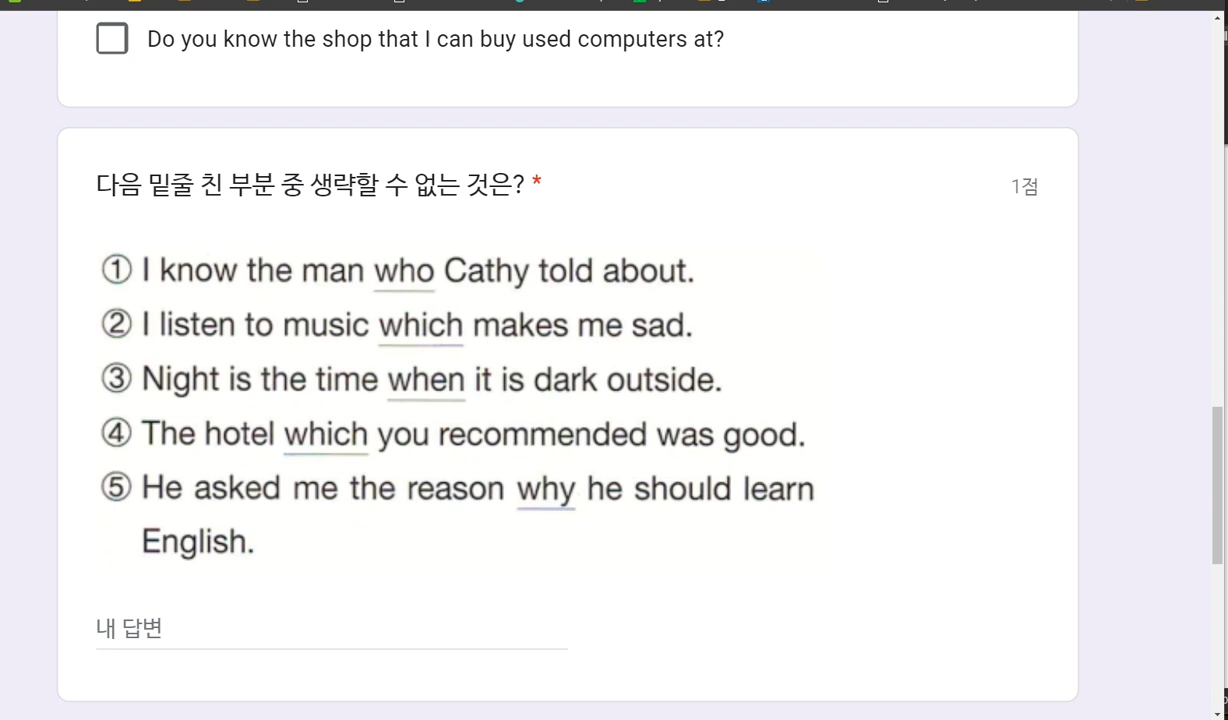 Do you know the shop that I can buy used computers at?
다음 밑줄 친 부분 중 생략할 수 없는 것은? *
1점
① I know the man who Cathy told about.
② I listen to music which makes me sad.
③ Night is the time when it is dark outside.
④ The hotel which you recommended was good.
⑤ He asked me the reason why he should learn
English.
내 답변